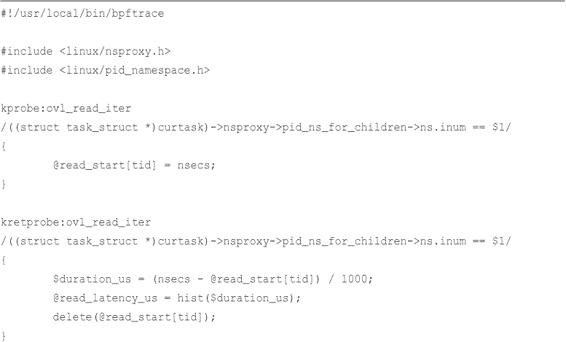 #!/usr/local/bin/bpftrace
#include <linux/nsproxy.h>
#include <linux/pid_namespace.h>
kprobe:ovl_read_iter
/((struct task_struct *)curtask)->nsproxy->pid_ns_for_children->ns.inum == $1/
{
        @read_start[tid] = nsecs;
}
kretprobe:ovl_read_iter
/((struct task_struct *)curtask)->nsproxy->pid_ns_for_children->ns.inum == $1/
{
        $duration_us = (nsecs - @read_start[tid]) / 1000;
        @read_latency_us = hist($duration_us);
        delete(@read_start[tid]);
}